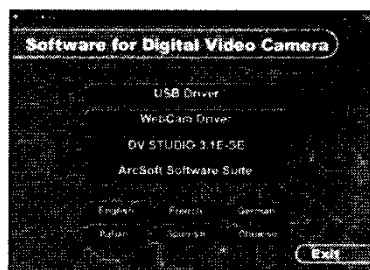 Software for Digital Video Camera
USB Driver
WebCam Driver
DV STUDIO 3.1E-SE
ArcSoft Software Suite
English French German
Italian Spanish Chinese
Exit